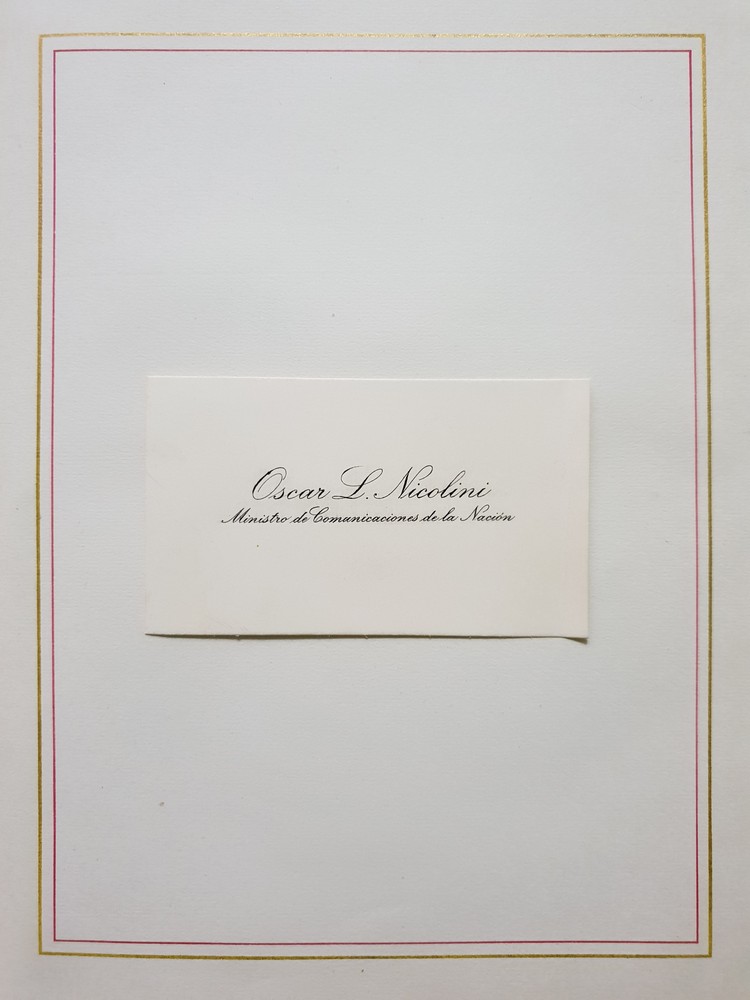 Oscar L. Nicolini
Ministro de Comunicaciones de la Nación